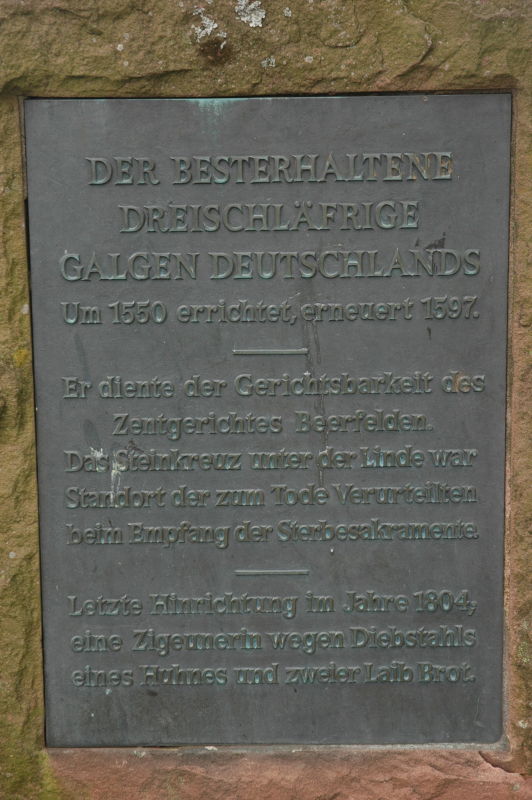 DER BESTERHALTENE
DREISCHLÄFRIGE
GALGEN DEUTSCHLANDS
Um 1550 errichtet, erneuert 1597.
Er diente der Gerichtsbarkeit des
Zentgerichtes Beerfelden.
Das Steinkreuz unter der Linde war
Standort der zum Tode Verurteilten
beim Empfang der Sterbesakramente.
Letzte Hinrichtung im Jahre 1804,
eine Zigeunerin wegen Diebstahls
eines Huhnes und zweier Laib Brot.